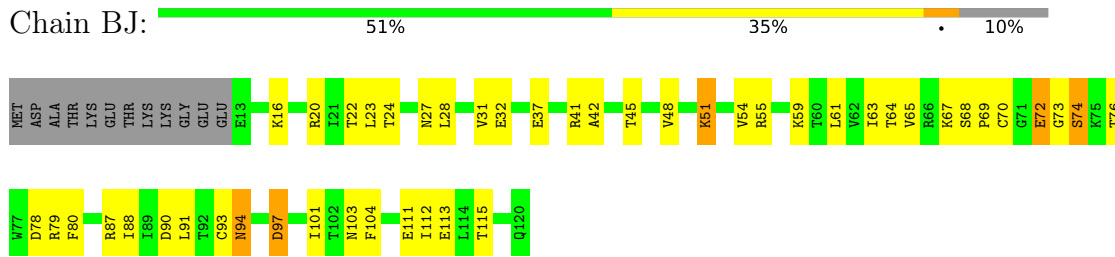 Chain BJ:
51% 35% • 10%
MET ASP ALA THR LYS GLU THR LYS LYS GLY GLU GLU E13 K16 R20 I21 T22 L23 T24 N27 L28 V31 E32 E37 R41 A42 T45 V48 K51 V54 R55 K59 T60 L61 V62 I63 T64 V65 R66 K67 S68 P69 C70 G71 E72 G73 S74 K75 T76
W77 D78 R79 F80 R87 I88 I89 D90 L91 T92 C93 N94 D97 I101 T102 N103 F104 E111 I112 E113 L114 T115 Q120